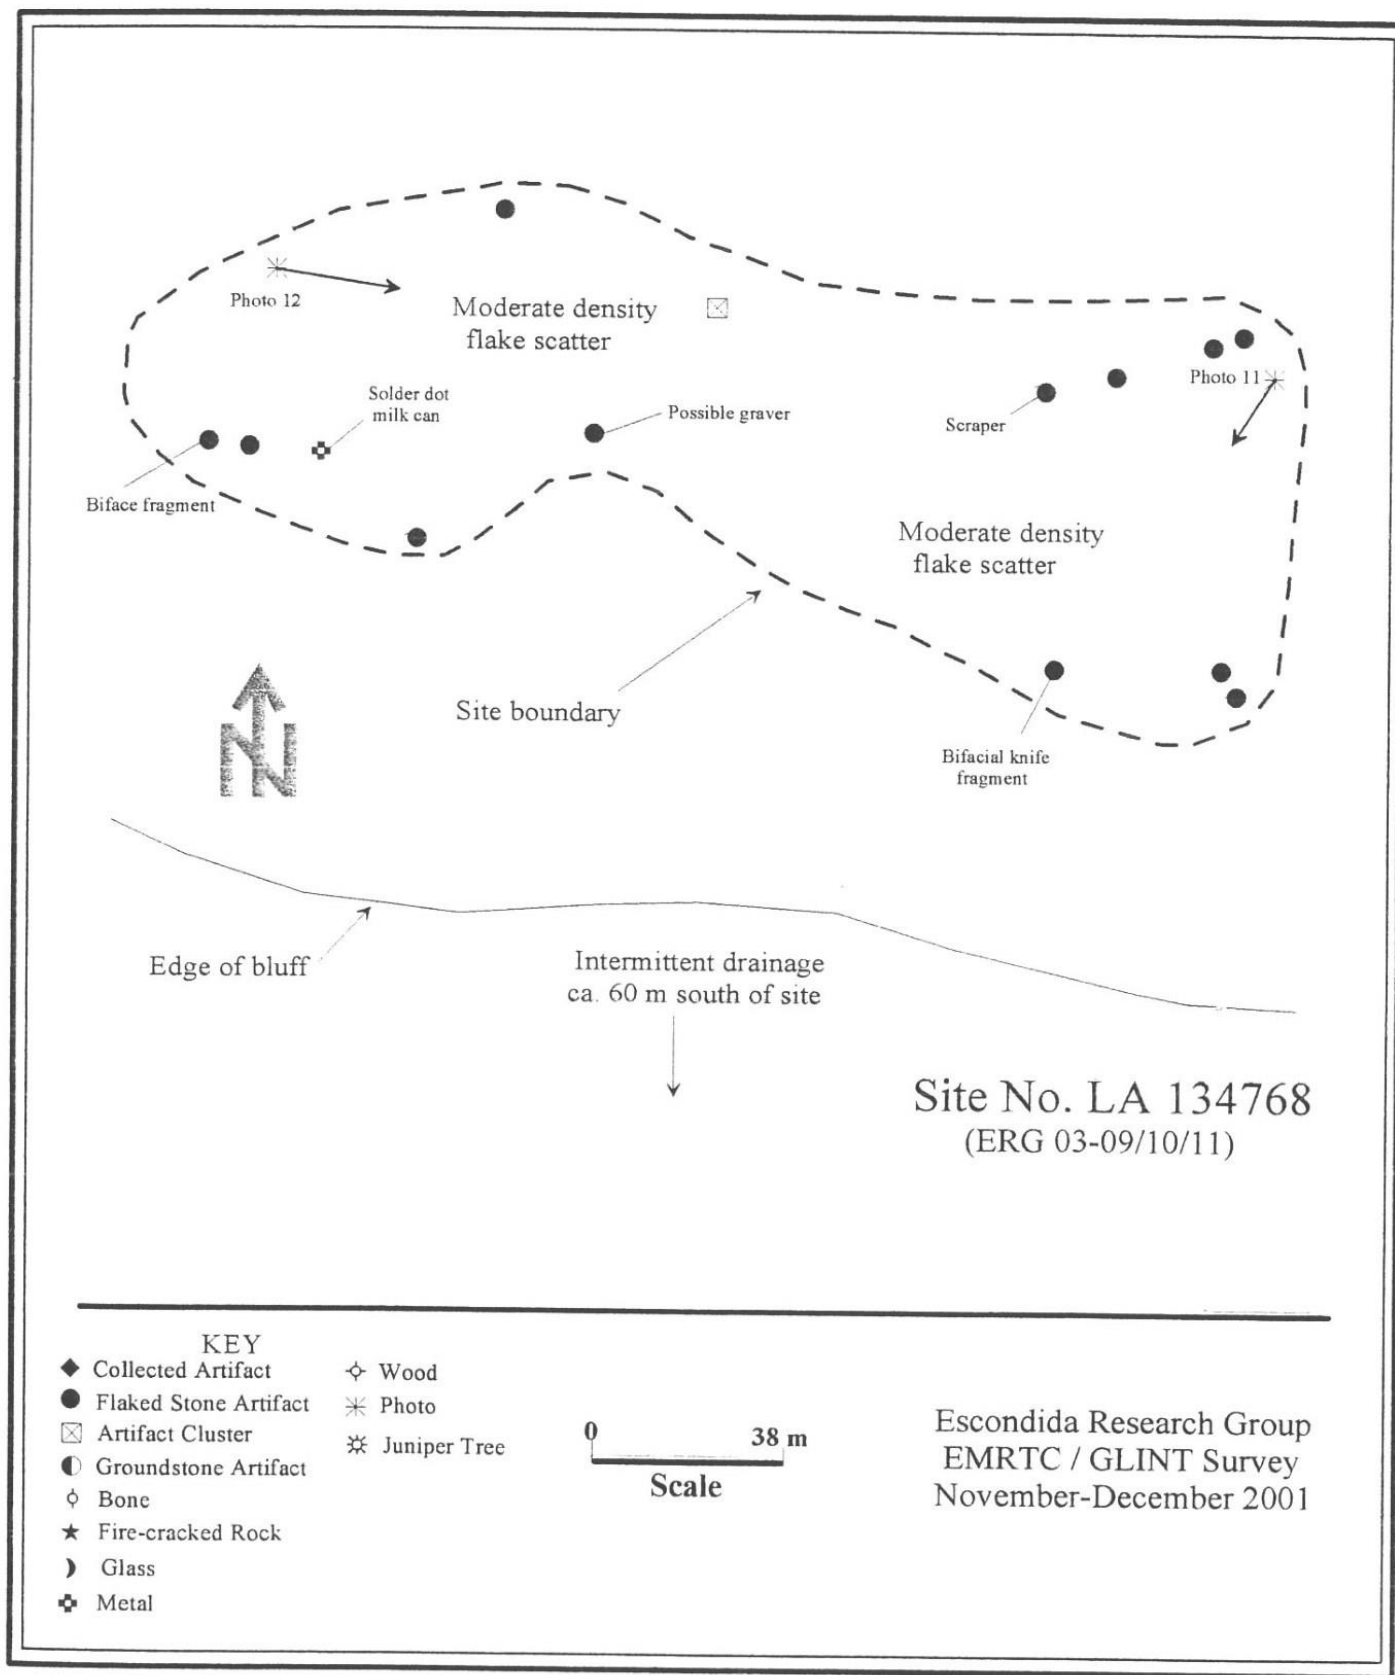 Photo 12
Moderate density
flake scatter
Solder dot
milk can
Possible graver
Scraper
Photo 11
Biface fragment
Moderate density
flake scatter
Site boundary
N
Bifacial knife
fragment
Edge of bluff
Intermittent drainage
ca. 60 m south of site
Site No. LA 134768
(ERG 03-09/10/11)
KEY
Collected Artifact
Flaked Stone Artifact
Artifact Cluster
Groundstone Artifact
Bone
Fire-cracked Rock
Glass
Metal
Wood
Photo
Juniper Tree
0 38 m
Scale
Escondida Research Group
EMRTC / GLINT Survey
November-December 2001